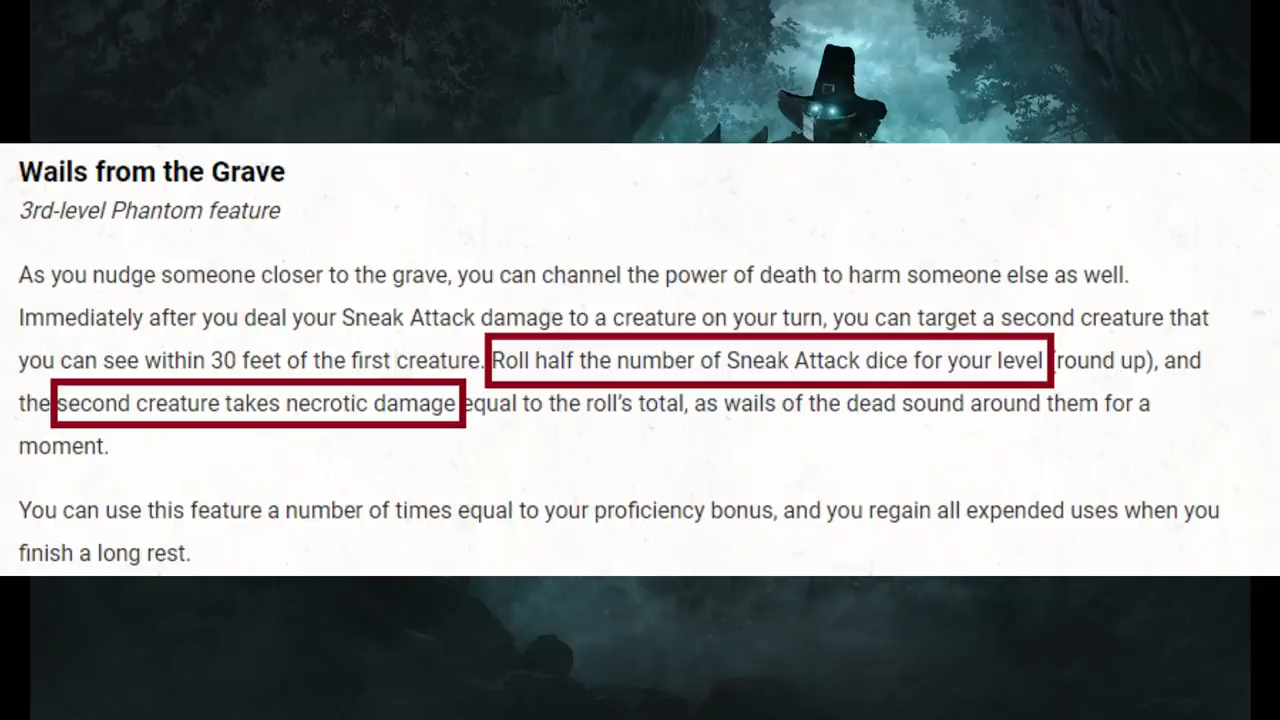 Wails from the Grave
3rd-level Phantom feature
As you nudge someone closer to the grave, you can channel the power of death to harm someone else as well.
Immediately after you deal your Sneak Attack damage to a creature on your turn, you can target a second creature that
you can see within 30 feet of the first creature. Roll half the number of Sneak Attack dice for your level (round up), and
the second creature takes necrotic damage equal to the roll's total, as wails of the dead sound around them for a
moment.
You can use this feature a number of times equal to your proficiency bonus, and you regain all expended uses when you
finish a long rest.